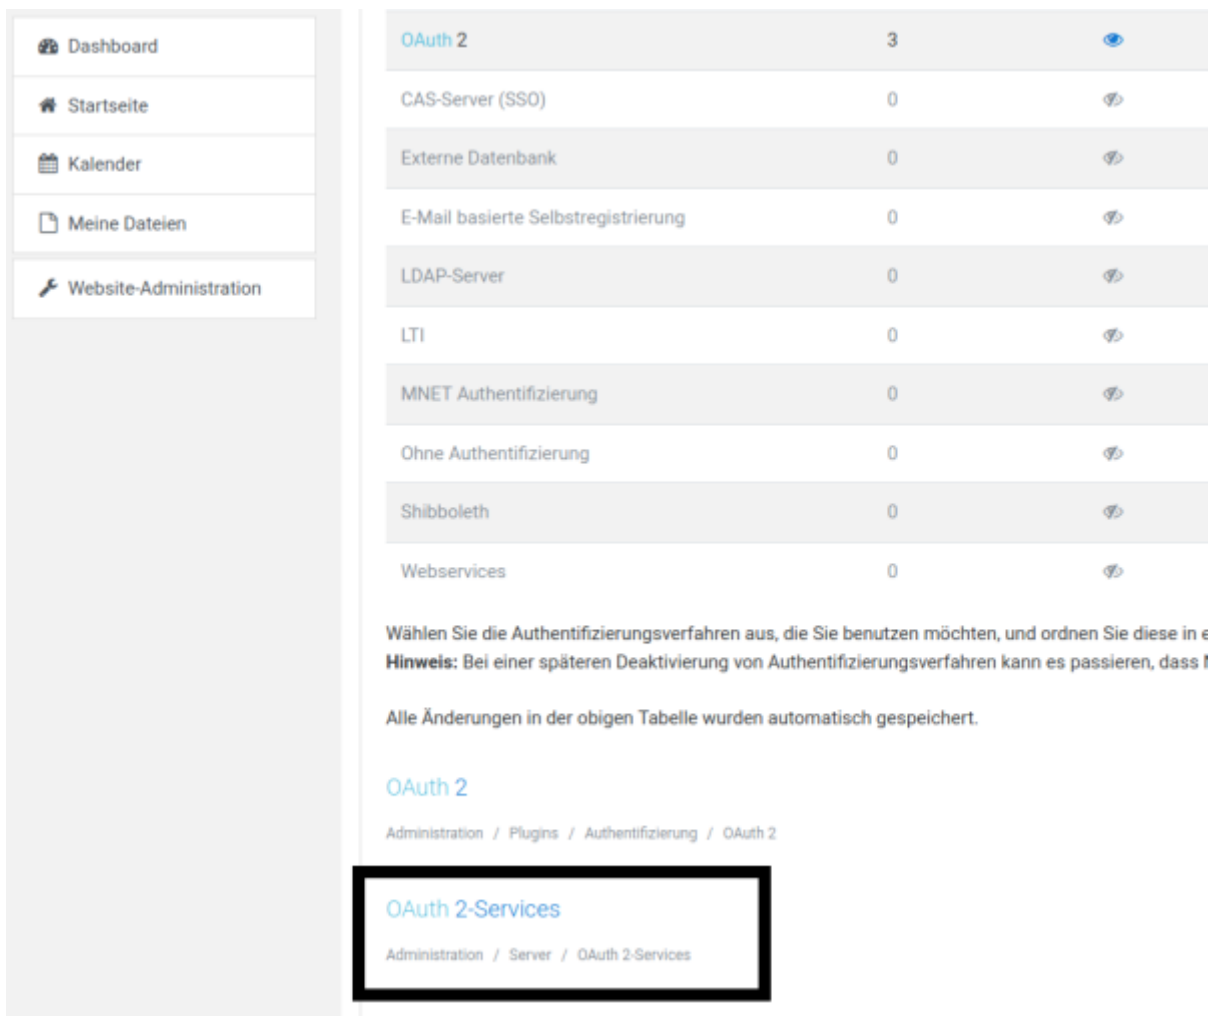 Dashboard
Startseite
Kalender
Meine Dateien
Website-Administration
OAuth 2 3
CAS-Server (SSO) 0
Externe Datenbank 0
E-Mail basierte Selbstregistrierung 0
LDAP-Server 0
LTI 0
MNET Authentifizierung 0
Ohne Authentifizierung 0
Shibboleth 0
Webservices 0
Wählen Sie die Authentifizierungsverfahren aus, die Sie benutzen möchten, und ordnen Sie diese in
Hinweis: Bei einer späteren Deaktivierung von Authentifizierungsverfahren kann es passieren, dass
Alle Änderungen in der obigen Tabelle wurden automatisch gespeichert.
OAuth 2
Administration / Plugins / Authentifizierung / OAuth 2
OAuth 2-Services
Administration / Server / OAuth 2-Services